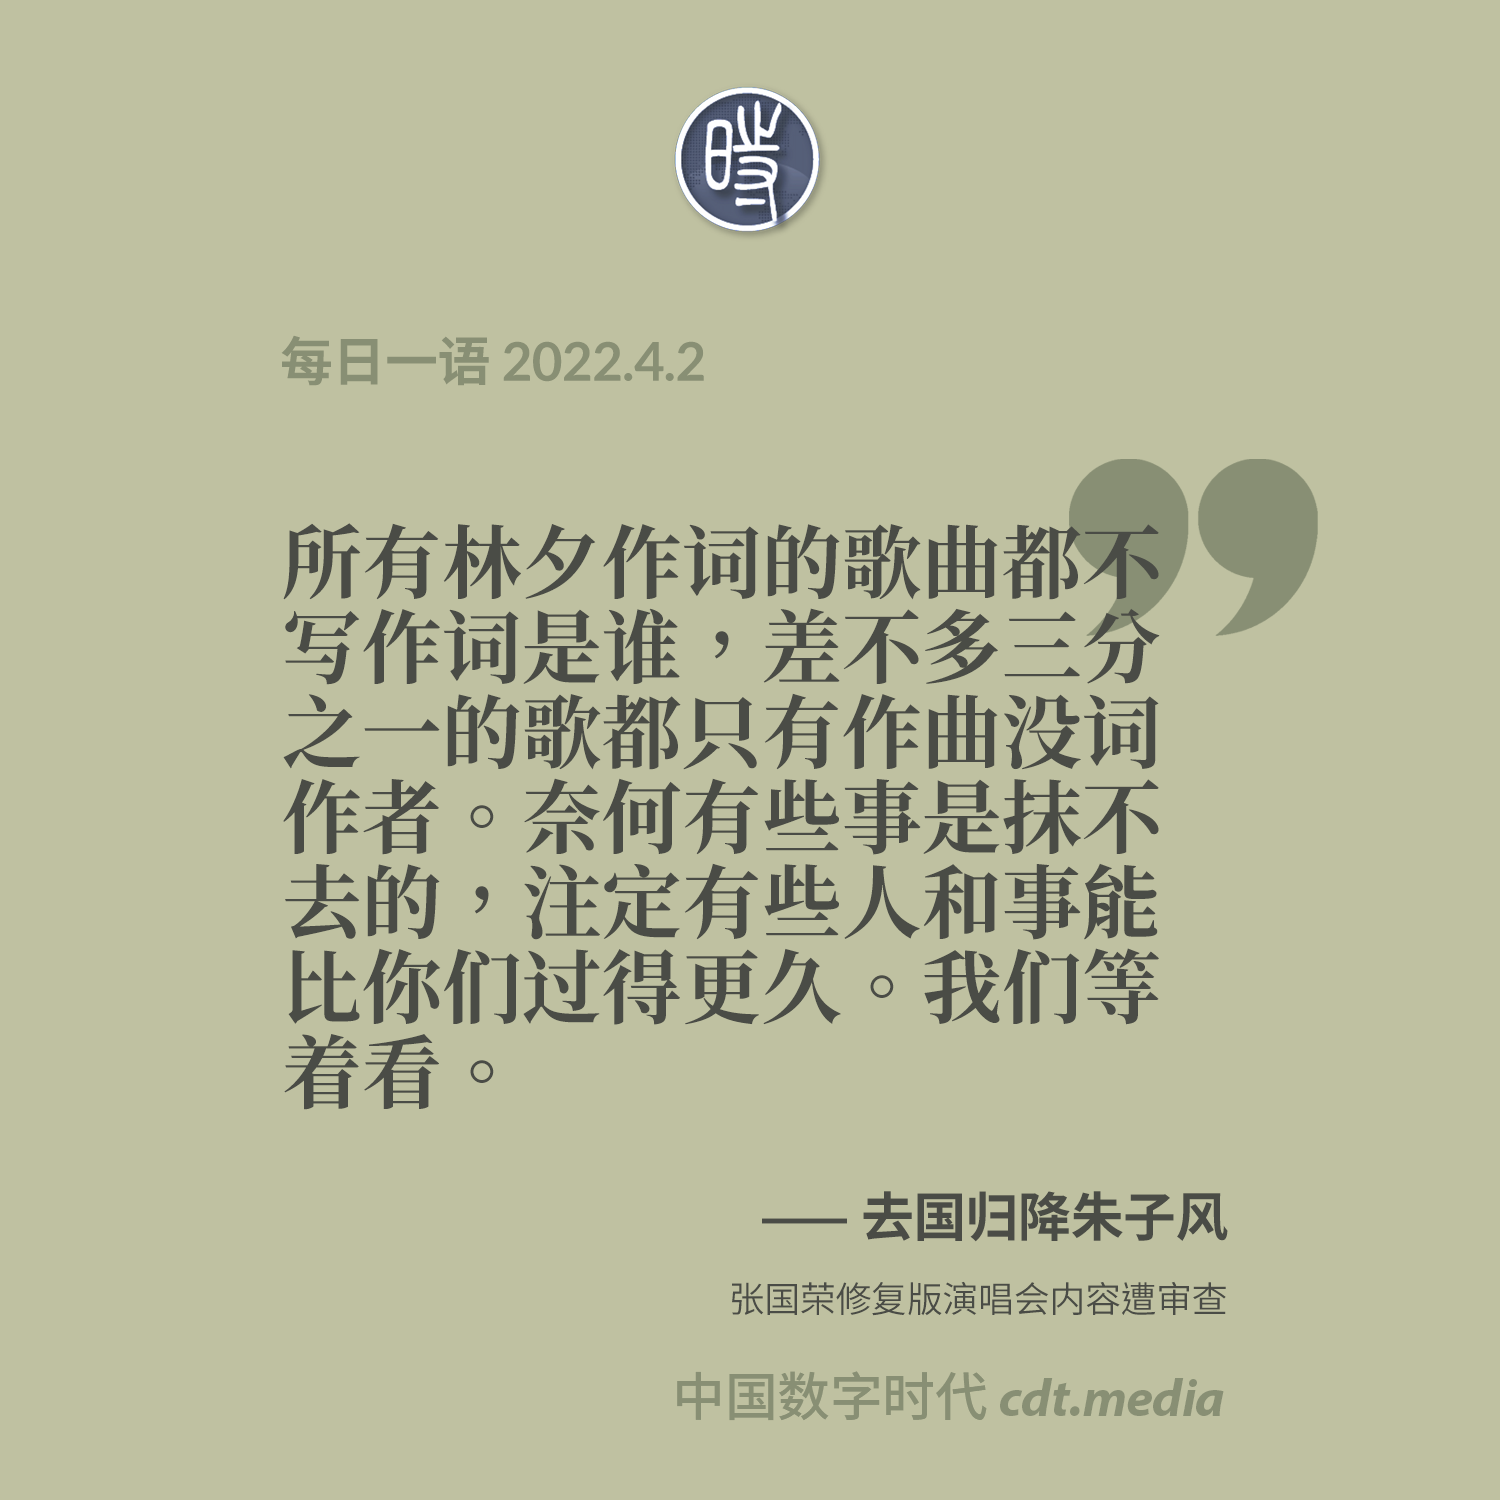 時
每日一语 2022.4.2
所有林夕作词的歌曲都不
写作词是谁，差不多三分
之一的歌都只有作曲没词
作者。奈何有些事是抹不
去的，注定有些人和事能
比你们过得更久。我们等
着看。
—— 去国归降朱子风
张国荣修复版演唱会内容遭审查
中国数字时代 cdt.media